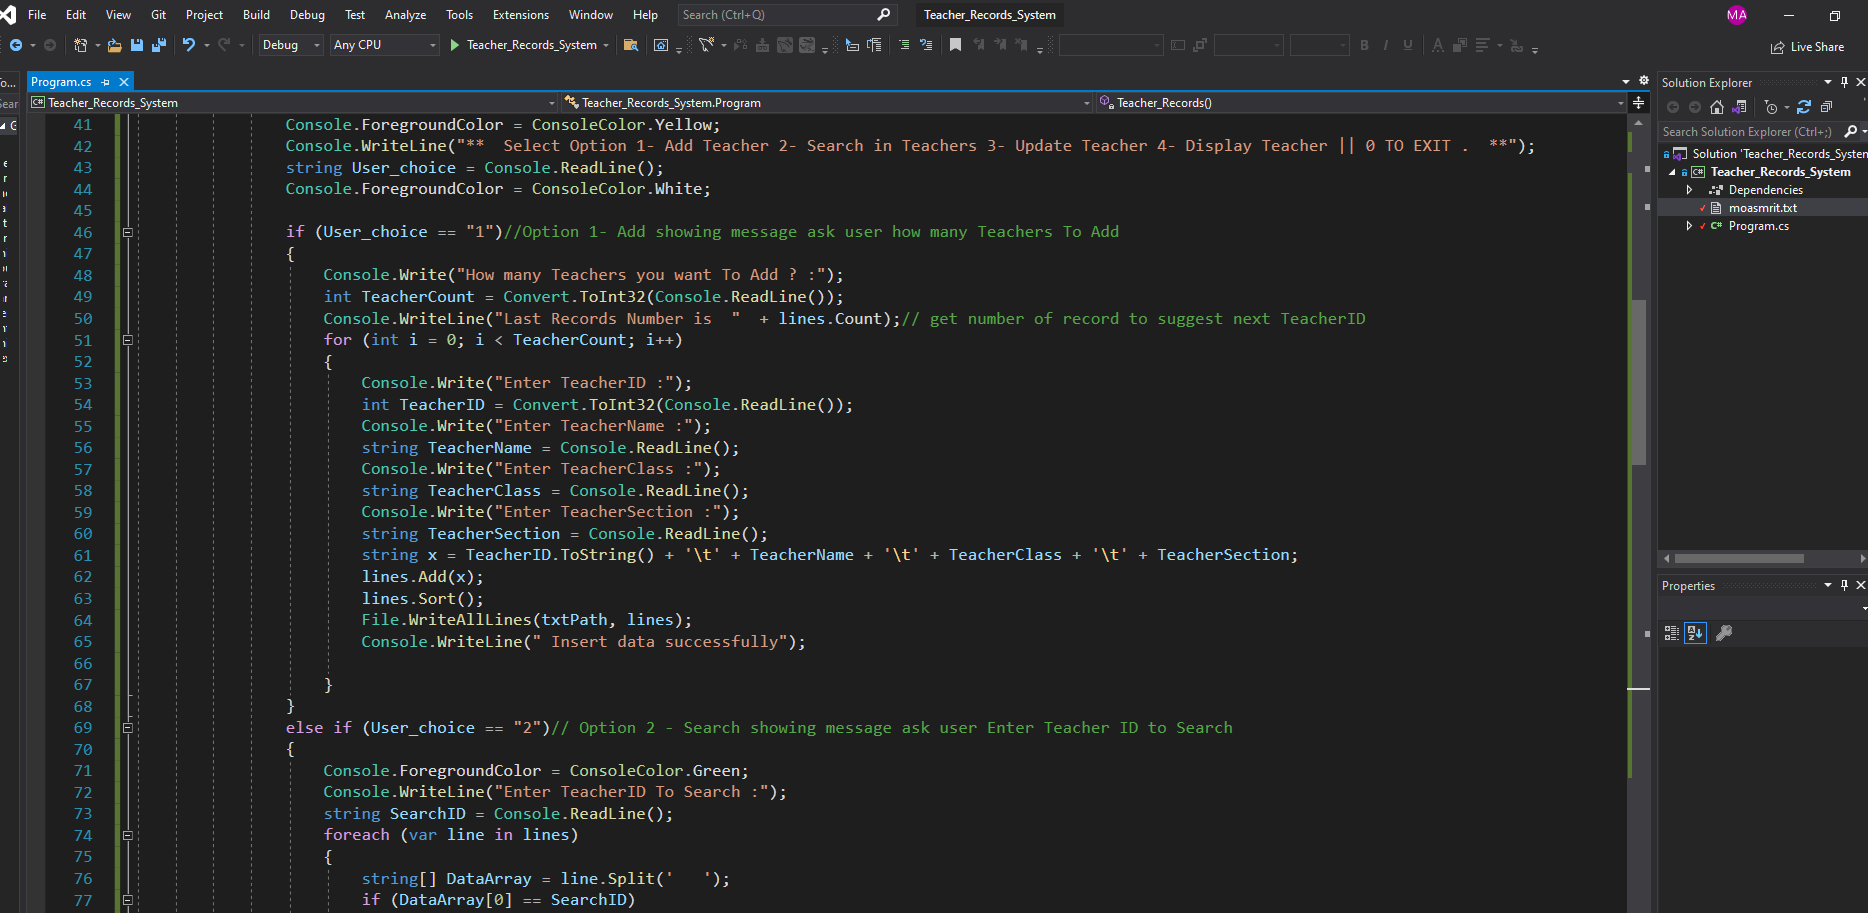 File Edit View Git Project Build Debug Test Analyze Tools Extensions Window Help Search (Ctrl+Q) Teacher_Records_System MA
Debug Any CPU Teacher_Records_System Live Share
Program.cs
Teacher_Records_System Teacher_Records_System.Program Teacher_Records()
41 Console.ForegroundColor = ConsoleColor.Yellow;
42 Console.WriteLine("**  Select Option 1- Add Teacher 2- Search in Teachers 3- Update Teacher 4- Display Teacher || 0 TO EXIT .  **");
43 string User_choice = Console.ReadLine();
44 Console.ForegroundColor = ConsoleColor.White;
45
46 if (User_choice == "1")//Option 1- Add showing message ask user how many Teachers To Add
47 {
48 Console.Write("How many Teachers you want To Add ? :");
49 int TeacherCount = Convert.ToInt32(Console.ReadLine());
50 Console.WriteLine("Last Records Number is  "  + lines.Count);// get number of record to suggest next TeacherID
51 for (int i = 0; i < TeacherCount; i++)
52 {
53 Console.Write("Enter TeacherID :");
54 int TeacherID = Convert.ToInt32(Console.ReadLine());
55 Console.Write("Enter TeacherName :");
56 string TeacherName = Console.ReadLine();
57 Console.Write("Enter TeacherClass :");
58 string TeacherClass = Console.ReadLine();
59 Console.Write("Enter TeacherSection :");
60 string TeacherSection = Console.ReadLine();
61 string x = TeacherID.ToString() + '\t' + TeacherName + '\t' + TeacherClass + '\t' + TeacherSection;
62 lines.Add(x);
63 lines.Sort();
64 File.WriteAllLines(txtPath, lines);
65 Console.WriteLine(" Insert data successfully");
66
67 }
68 }
69 else if (User_choice == "2")// Option 2 - Search showing message ask user Enter Teacher ID to Search
70 {
71 Console.ForegroundColor = ConsoleColor.Green;
72 Console.WriteLine("Enter TeacherID To Search :");
73 string SearchID = Console.ReadLine();
74 foreach (var line in lines)
75 {
76 string[] DataArray = line.Split('   ');
77 if (DataArray[0] == SearchID)
Solution Explorer
Search Solution Explorer (Ctrl+;)
Solution 'Teacher_Records_System
Teacher_Records_System
Dependencies
moasmrit.txt
C# Program.cs
Properties